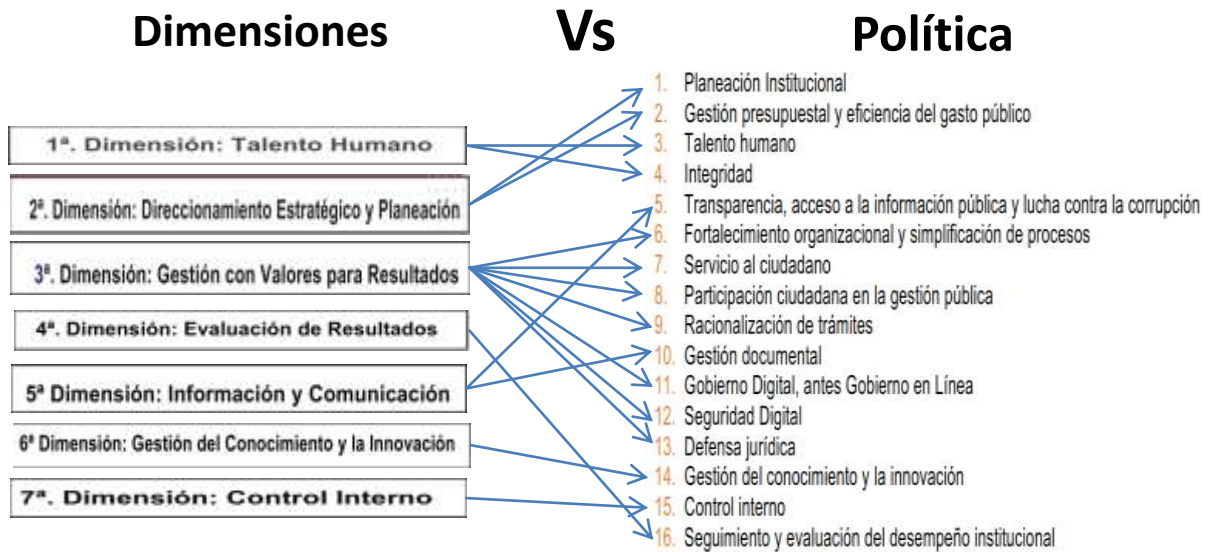 Dimensiones Vs Política
1ª. Dimensión: Talento Humano
2ª. Dimensión: Direccionamiento Estratégico y Planeación
3ª. Dimensión: Gestión con Valores para Resultados
4ª. Dimensión: Evaluación de Resultados
5ª Dimensión: Información y Comunicación
6ª Dimensión: Gestión del Conocimiento y la Innovación
7ª. Dimensión: Control Interno
1. Planeación Institucional
2. Gestión presupuestal y eficiencia del gasto público
3. Talento humano
4. Integridad
5. Transparencia, acceso a la información pública y lucha contra la corrupción
6. Fortalecimiento organizacional y simplificación de procesos
7. Servicio al ciudadano
8. Participación ciudadana en la gestión pública
9. Racionalización de trámites
10. Gestión documental
11. Gobierno Digital, antes Gobierno en Línea
12. Seguridad Digital
13. Defensa jurídica
14. Gestión del conocimiento y la innovación
15. Control interno
16. Seguimiento y evaluación del desempeño institucional